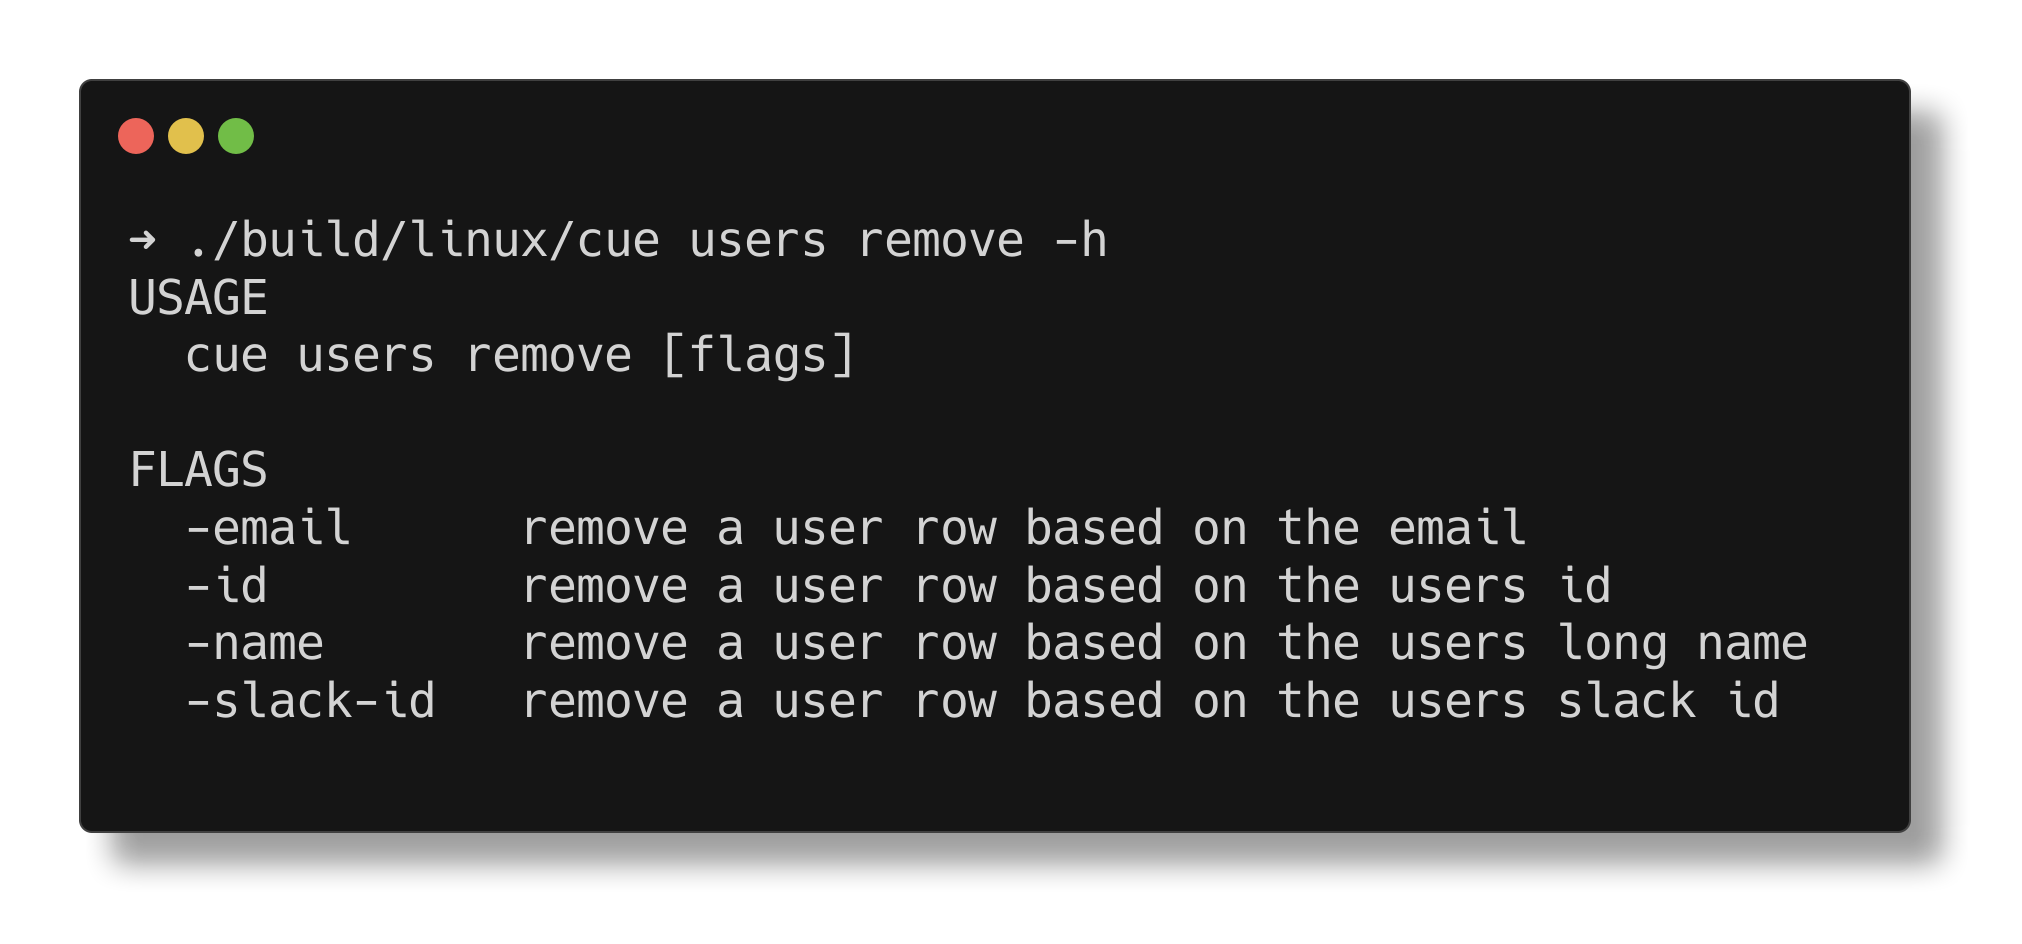 ➜ ./build/linux/cue users remove -h
USAGE
  cue users remove [flags]

FLAGS
  -email      remove a user row based on the email
  -id         remove a user row based on the users id
  -name       remove a user row based on the users long name
  -slack-id   remove a user row based on the users slack id